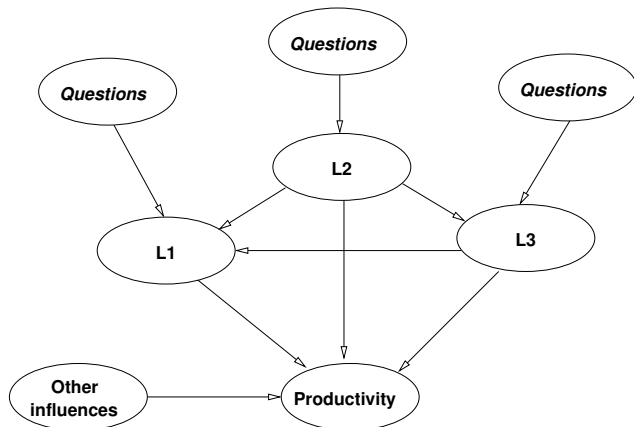 Questions
Questions
Questions
L2
L1
L3
Other
influences
Productivity